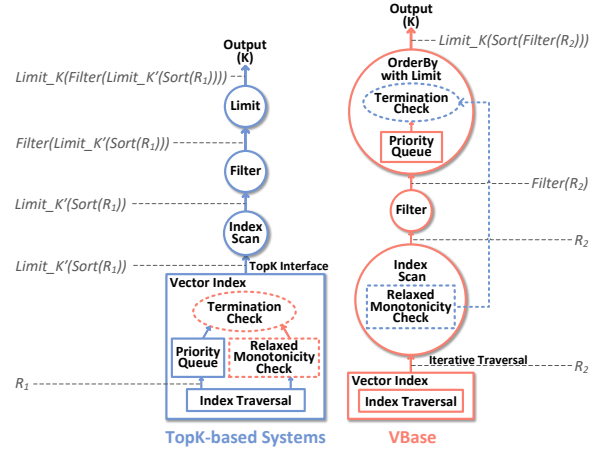 Output
(K)
Limit_K(Filter(Limit_K'(Sort(R₁))))
Limit
Filter(Limit_K'(Sort(R₁)))
Filter
Limit_K'(Sort(R₁))
Index
Scan
Limit_K'(Sort(R₁))
TopK Interface
Vector Index
Termination
Check
Priority
Queue
Relaxed
Monotonicity
Check
R₁
Index Traversal
TopK-based Systems
Output
(K)
Limit_K(Sort(Filter(R₂)))
OrderBy
with Limit
Termination
Check
Priority
Queue
Filter(R₂)
Filter
R₂
Index
Scan
Relaxed
Monotonicity
Check
Iterative Traversal
R₂
Vector Index
Index Traversal
VBase